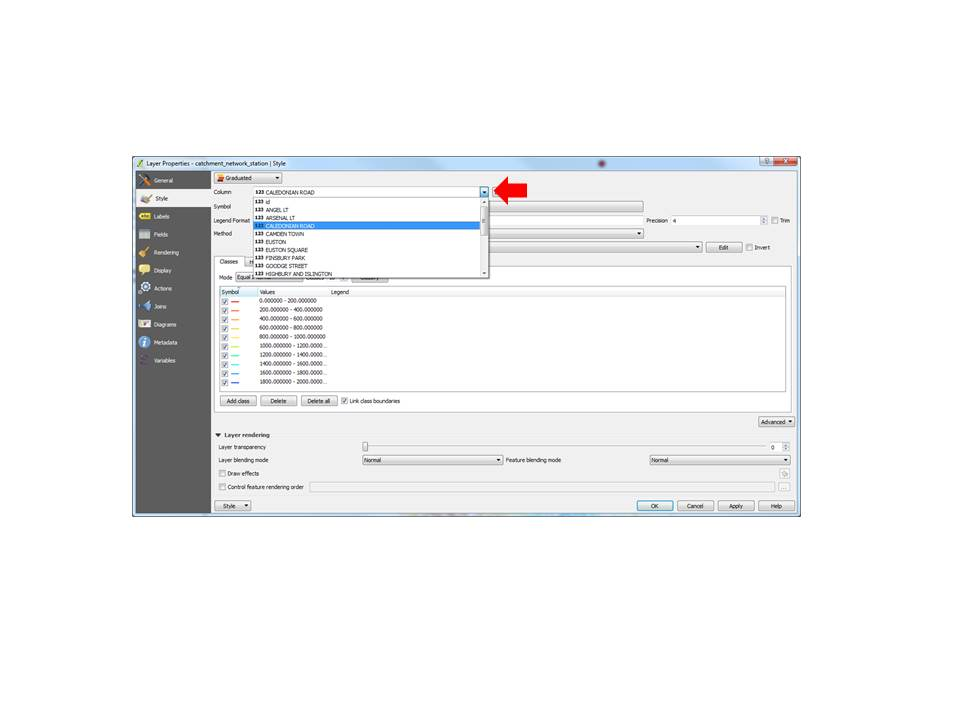 Layer Properties - catchment_network_station | Style
General
Style
Labels
Fields
Rendering
Display
Actions
Joins
Diagrams
Metadata
Variables
Graduated
Column 123 CALEDONIAN ROAD
123 id
Symbol
123 ANGEL LT
123 ARSENAL LT
Legend Format Precision 4 Trim
123 CALEDONIAN ROAD
Method 123 CAMDEN TOWN
123 EUSTON
123 EUSTON SQUARE Edit Invert
123 FINSBURY PARK
Classes
123 GOODGE STREET
123 HIGHBURY AND ISLINGTON
Mode Equal
Symbol Values Legend
0.000000 - 200.000000
200.000000 - 400.000000
400.000000 - 600.000000
600.000000 - 800.000000
800.000000 - 1000.000000
1000.000000 - 1200.0000...
1200.000000 - 1400.0000...
1400.000000 - 1600.0000...
1600.000000 - 1800.0000...
1800.000000 - 2000.0000...
Add class Delete Delete all Link class boundaries
Advanced
Layer rendering
Layer transparency 0
Layer blending mode Normal Feature blending mode Normal
Draw effects
Control feature rendering order ...
Style OK Cancel Apply Help